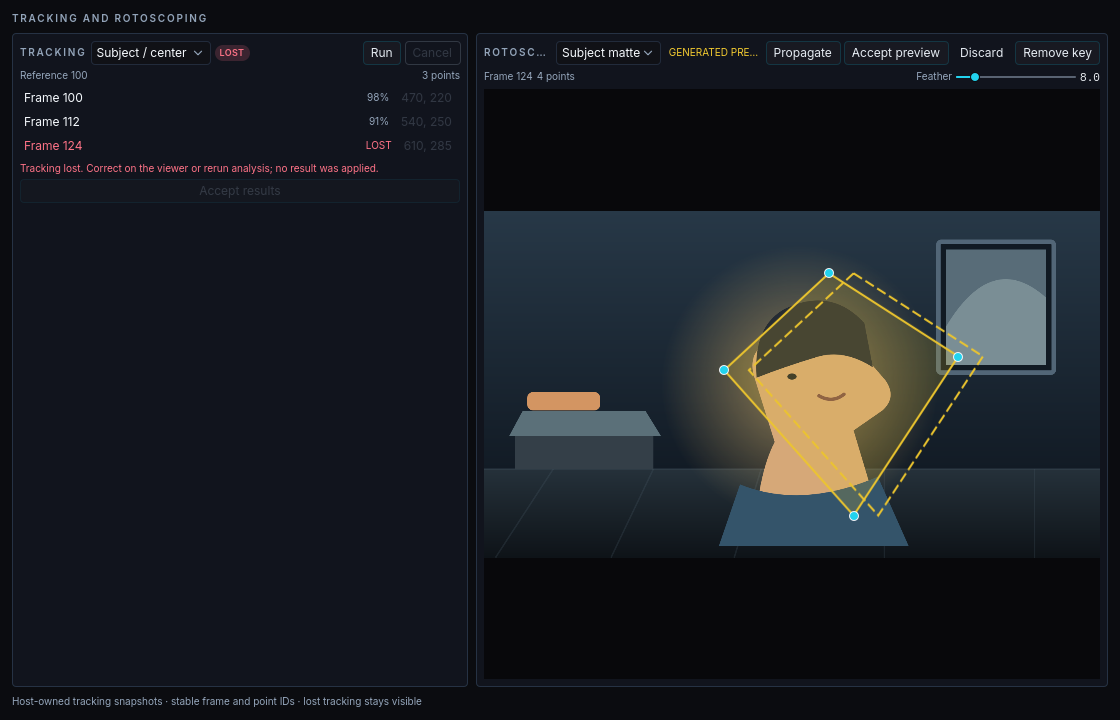 TRACKING AND ROTOSCOPING
TRACKING Subject / center LOST Run Cancel
Reference 100 3 points
Frame 100 98% 470, 220
Frame 112 91% 540, 250
Frame 124 LOST 610, 285
Tracking lost. Correct on the viewer or rerun analysis; no result was applied.
Accept results
ROTOSC... Subject matte GENERATED PRE... Propagate Accept preview Discard Remove key
Frame 124 4 points Feather 8.0
Host-owned tracking snapshots · stable frame and point IDs · lost tracking stays visible